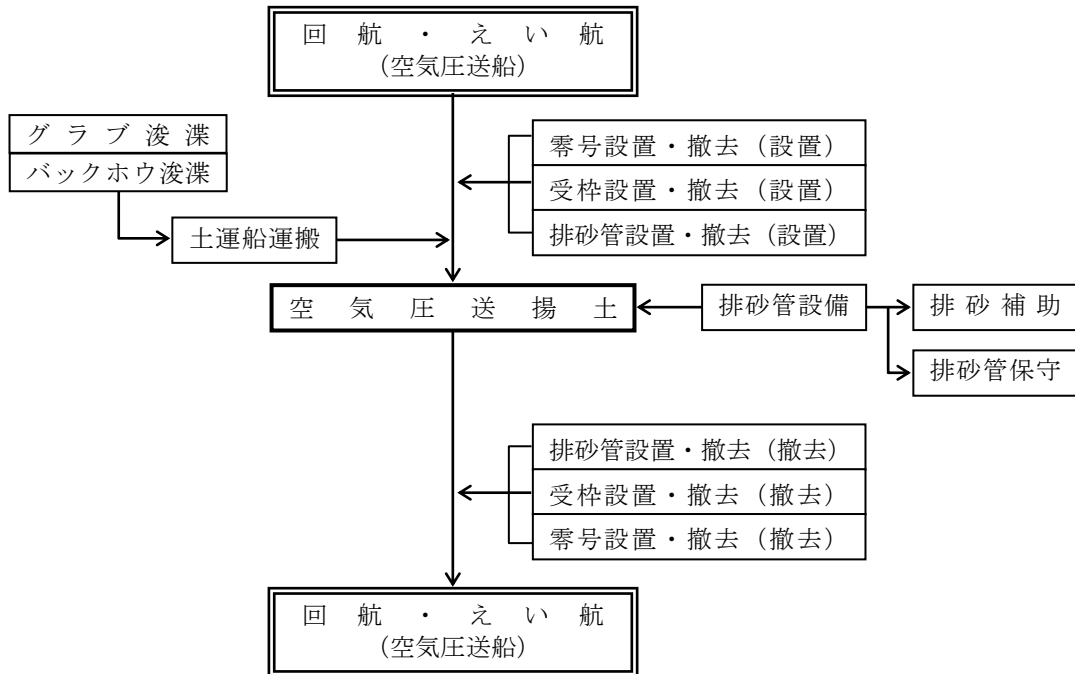 回航・えい航
(空気圧送船)
グラブ浚渫
バックホウ浚渫
零号設置・撤去(設置)
受枠設置・撤去(設置)
排砂管設置・撤去(設置)
土運船運搬
空気圧送揚土
排砂管設備
排砂補助
排砂管保守
排砂管設置・撤去(撤去)
受枠設置・撤去(撤去)
零号設置・撤去(撤去)
回航・えい航
(空気圧送船)